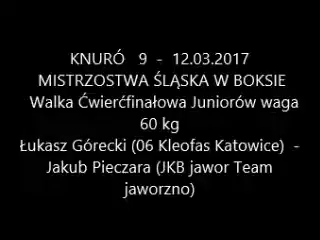 KNURÓ 9 - 12.03.2017
MISTRZOSTWA ŚLĄSKA W BOKSIE
Walka Ćwierćfinałowa Juniorów waga
60 kg
Łukasz Górecki (06 Kleofas Katowice) -
Jakub Pieczara (JKB jawor Team
jaworzno)